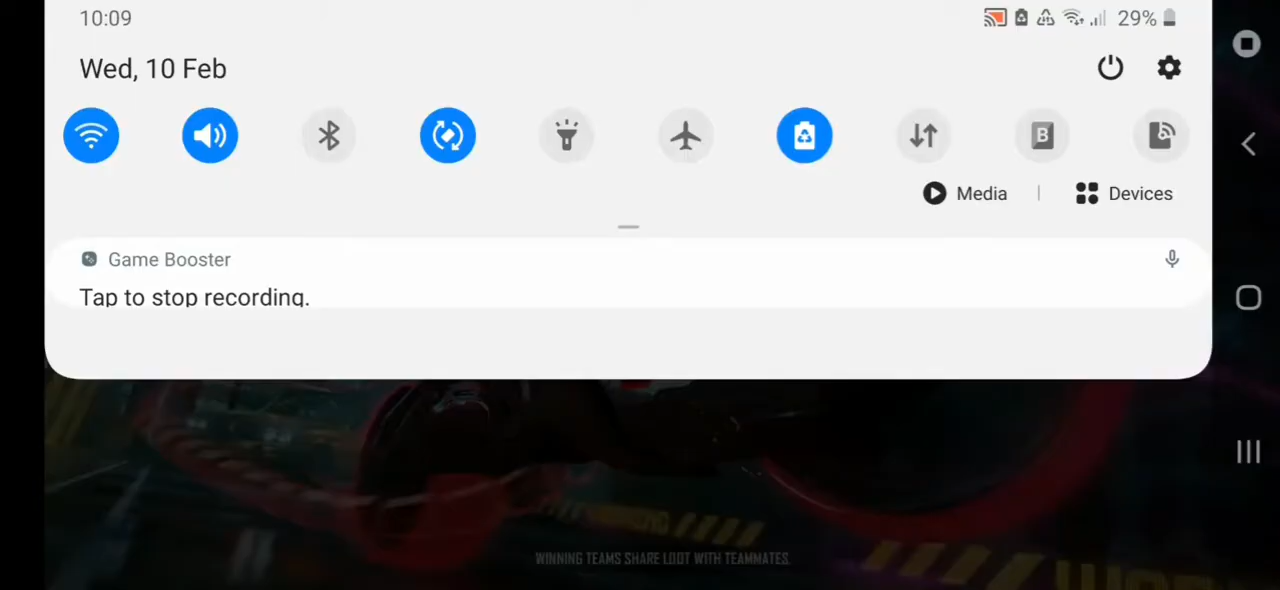 10:09
29%
Wed, 10 Feb
B
Media
Devices
Game Booster
Tap to stop recording.
WINNING TEAMS SHARE LOOT WITH TEAMMATES.